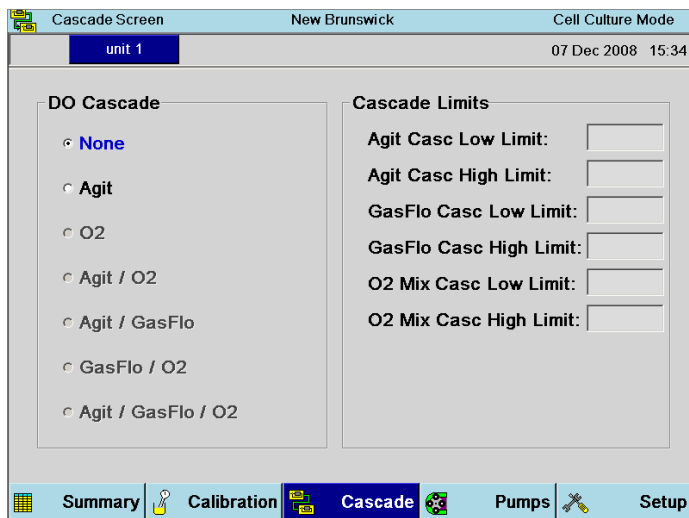 Cascade Screen New Brunswick Cell Culture Mode
unit 1 07 Dec 2008 15:34
DO Cascade
None
Agit
O2
Agit / O2
Agit / GasFlo
GasFlo / O2
Agit / GasFlo / O2
Cascade Limits
Agit Casc Low Limit:
Agit Casc High Limit:
GasFlo Casc Low Limit:
GasFlo Casc High Limit:
O2 Mix Casc Low Limit:
O2 Mix Casc High Limit:
Summary Calibration Cascade Pumps Setup